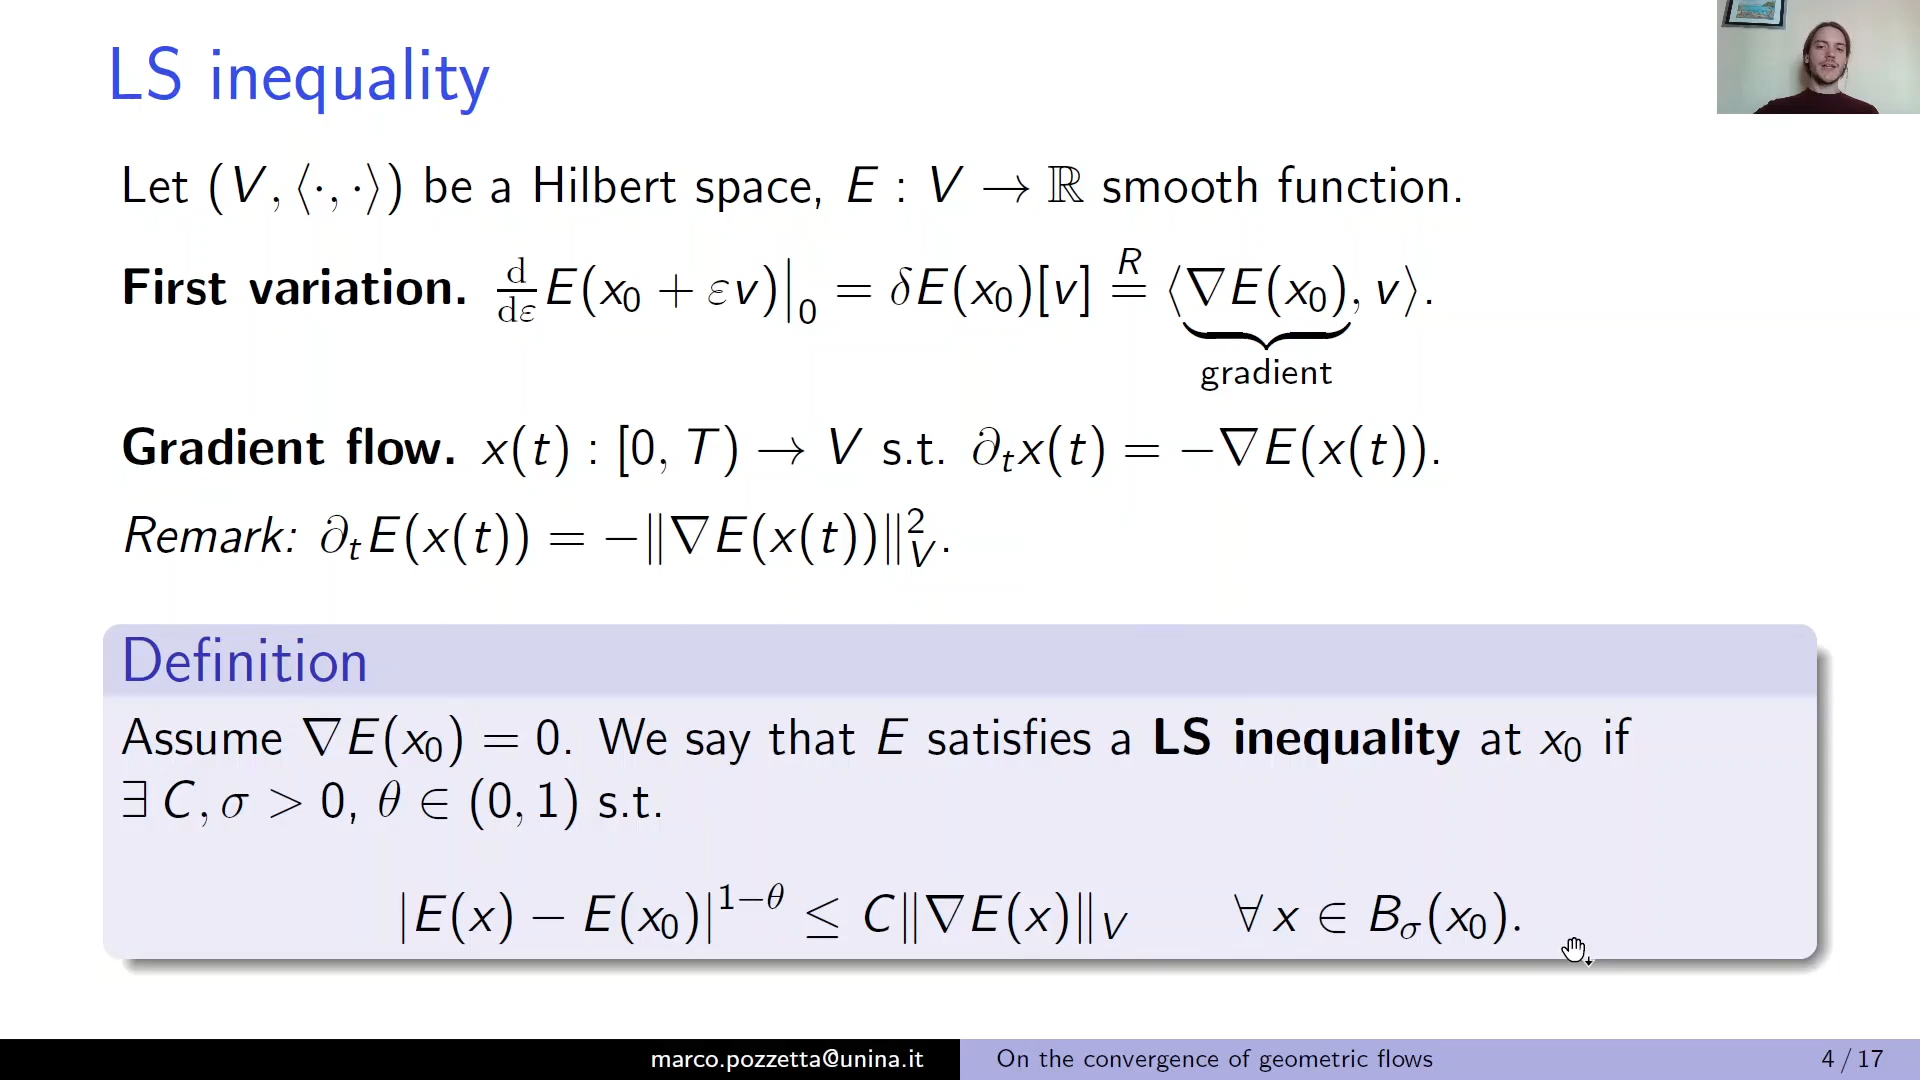 LS inequality
Let (V, ⟨·, ·⟩) be a Hilbert space, E : V → ℝ smooth function.
First variation. d/dε E(x₀ + εv)|₀ = δE(x₀)[v] =^R ⟨∇E(x₀), v⟩.
gradient
Gradient flow. x(t) : [0, T) → V s.t. ∂ₜx(t) = −∇E(x(t)).
Remark: ∂ₜE(x(t)) = −‖∇E(x(t))‖²_V.
Definition
Assume ∇E(x₀) = 0. We say that E satisfies a LS inequality at x₀ if
∃ C, σ > 0, θ ∈ (0, 1) s.t.
|E(x) − E(x₀)|^{1−θ} ≤ C‖∇E(x)‖_V ∀ x ∈ B_σ(x₀).
marco.pozzetta@unina.it On the convergence of geometric flows 4 / 17